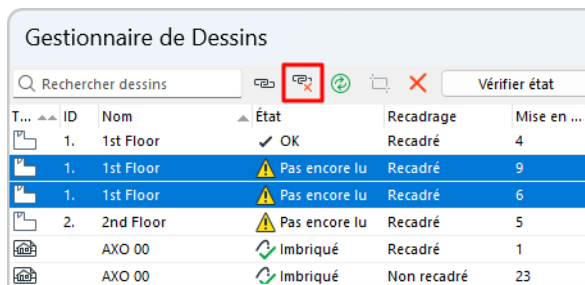 Gestionnaire de Dessins
Rechercher dessins Vérifier état
T... ID Nom État Recadrage Mise en ...
1. 1st Floor OK Recadré 4
1. 1st Floor Pas encore lu Recadré 9
1. 1st Floor Pas encore lu Recadré 6
2. 2nd Floor Pas encore lu Recadré 5
AXO 00 Imbriqué Recadré 1
AXO 00 Imbriqué Non recadré 23